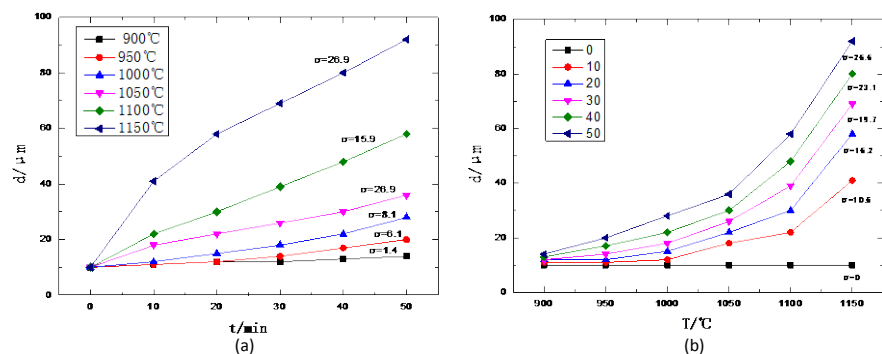 100
80
60
40
20
0
d/μm
900℃
950℃
1000℃
1050℃
1100℃
1150℃
σ=26.9
σ=15.9
σ=26.9
σ=8.1
σ=6.1
σ=1.4
0
10
20
30
40
50
t/min
(a)
100
80
60
40
20
0
d/μm
0
10
20
30
40
50
σ=26.6
σ=23.1
σ=19.7
σ=16.2
σ=10.6
σ=0
900
950
1000
1050
1100
1150
T/℃
(b)